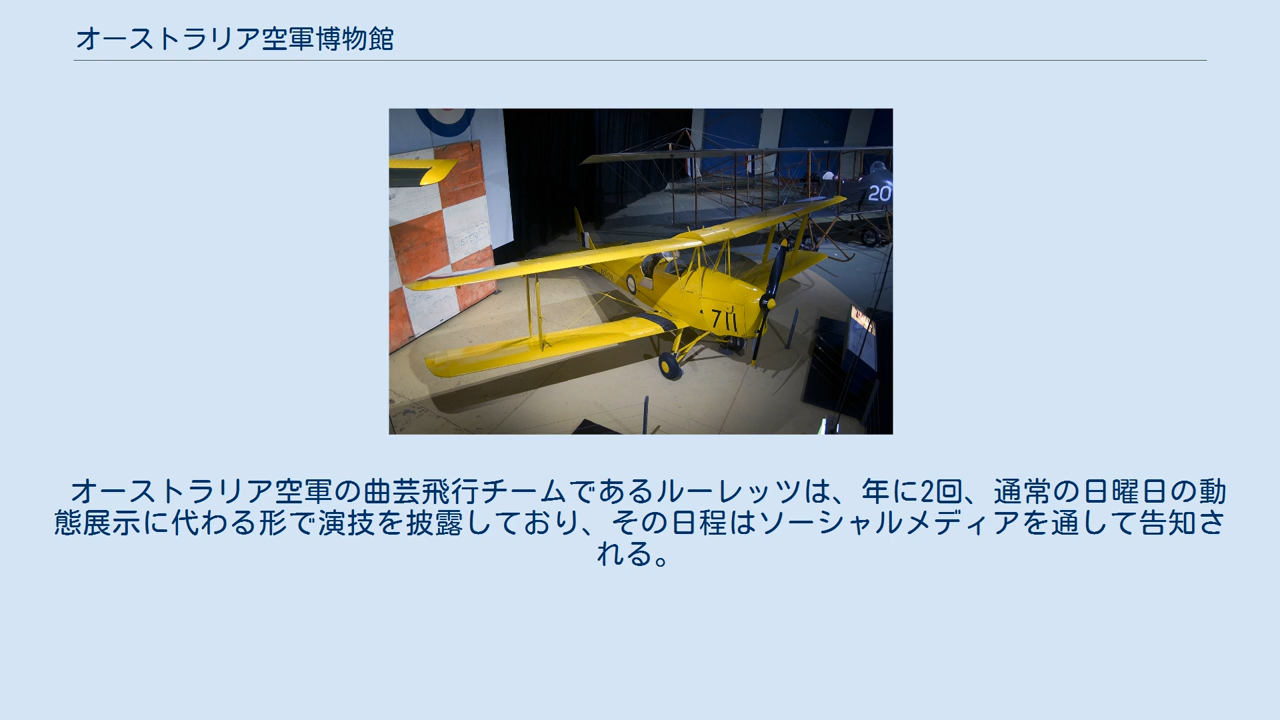 オーストラリア空軍博物館
20
711
オーストラリア空軍の曲芸飛行チームであるルーレッツは、年に2回、通常の日曜日の動
態展示に代わる形で演技を披露しており、その日程はソーシャルメディアを通して告知さ
れる。